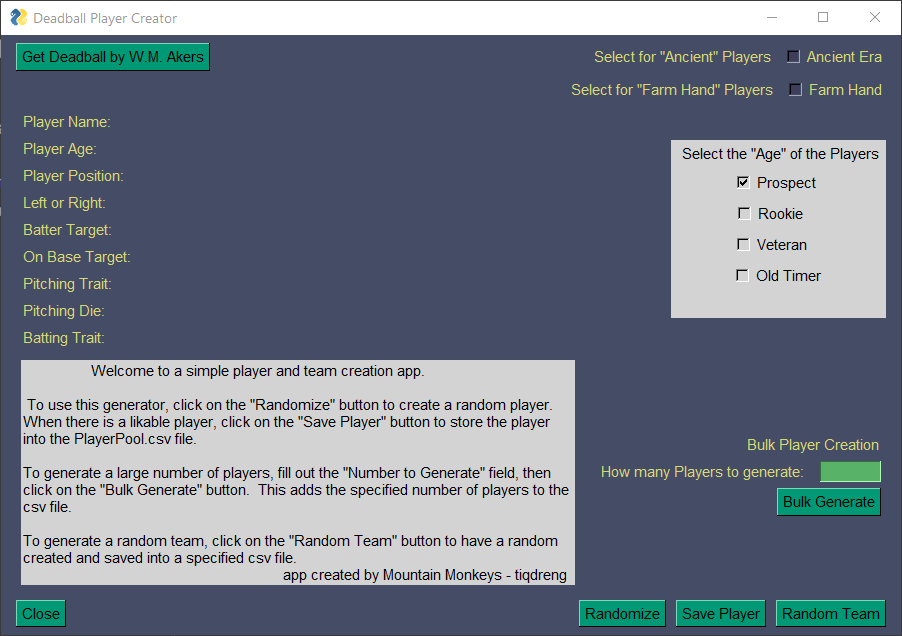 Deadball Player Creator
Get Deadball by W.M. Akers
Select for "Ancient" Players Ancient Era
Select for "Farm Hand" Players Farm Hand
Player Name:
Player Age:
Player Position:
Left or Right:
Batter Target:
On Base Target:
Pitching Trait:
Pitching Die:
Batting Trait:
Select the "Age" of the Players
Prospect
Rookie
Veteran
Old Timer
Welcome to a simple player and team creation app.
To use this generator, click on the "Randomize" button to create a random player.
When there is a likable player, click on the "Save Player" button to store the player
into the PlayerPool.csv file.
To generate a large number of players, fill out the "Number to Generate" field, then
click on the "Bulk Generate" button.  This adds the specified number of players to the
csv file.
To generate a random team, click on the "Random Team" button to have a random
created and saved into a specified csv file.
app created by Mountain Monkeys - tiqdreng
Bulk Player Creation
How many Players to generate:
Bulk Generate
Close
Randomize
Save Player
Random Team